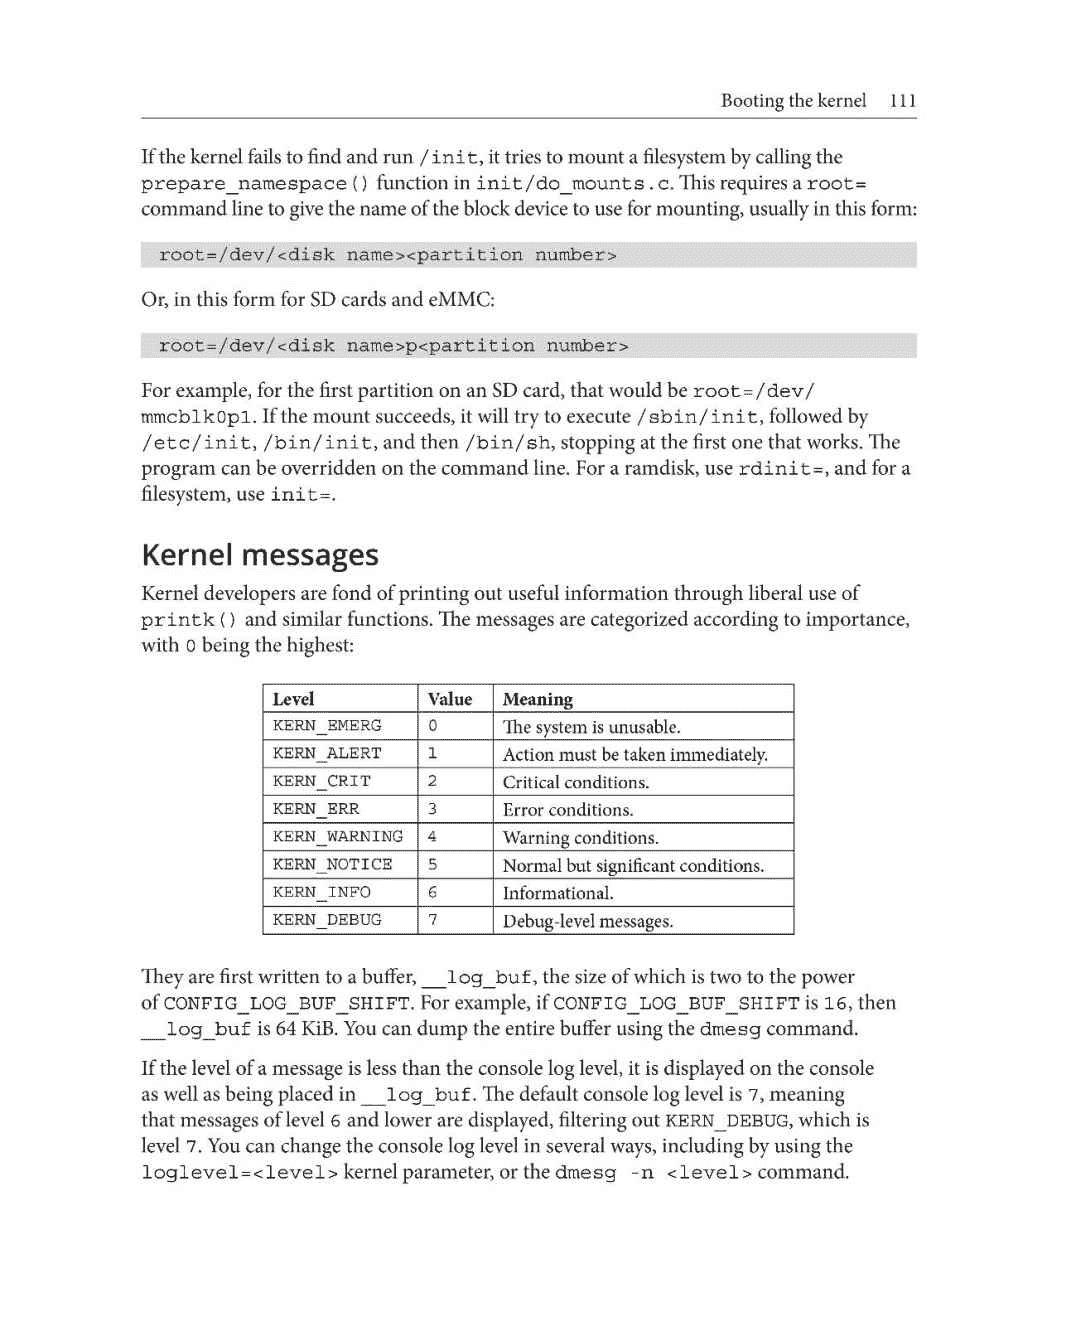 Booting the kernel 111
If the kernel fails to find and run /init, it tries to mount a filesystem by calling the
prepare_namespace() function in init/do_mounts.c. This requires a root=
command line to give the name of the block device to use for mounting, usually in this form:
root=/dev/<disk name><partition number>
Or, in this form for SD cards and eMMC:
root=/dev/<disk name>p<partition number>
For example, for the first partition on an SD card, that would be root=/dev/
mmcblk0p1. If the mount succeeds, it will try to execute /sbin/init, followed by
/etc/init, /bin/init, and then /bin/sh, stopping at the first one that works. The
program can be overridden on the command line. For a ramdisk, use rdinit=, and for a
filesystem, use init=.
Kernel messages
Kernel developers are fond of printing out useful information through liberal use of
printk() and similar functions. The messages are categorized according to importance,
with 0 being the highest:
Level Value Meaning
KERN_EMERG 0 The system is unusable.
KERN_ALERT 1 Action must be taken immediately.
KERN_CRIT 2 Critical conditions.
KERN_ERR 3 Error conditions.
KERN_WARNING 4 Warning conditions.
KERN_NOTICE 5 Normal but significant conditions.
KERN_INFO 6 Informational.
KERN_DEBUG 7 Debug-level messages.
They are first written to a buffer, __log_buf, the size of which is two to the power
of CONFIG_LOG_BUF_SHIFT. For example, if CONFIG_LOG_BUF_SHIFT is 16, then
__log_buf is 64 KiB. You can dump the entire buffer using the dmesg command.
If the level of a message is less than the console log level, it is displayed on the console
as well as being placed in __log_buf. The default console log level is 7, meaning
that messages of level 6 and lower are displayed, filtering out KERN_DEBUG, which is
level 7. You can change the console log level in several ways, including by using the
loglevel=<level> kernel parameter, or the dmesg -n <level> command.